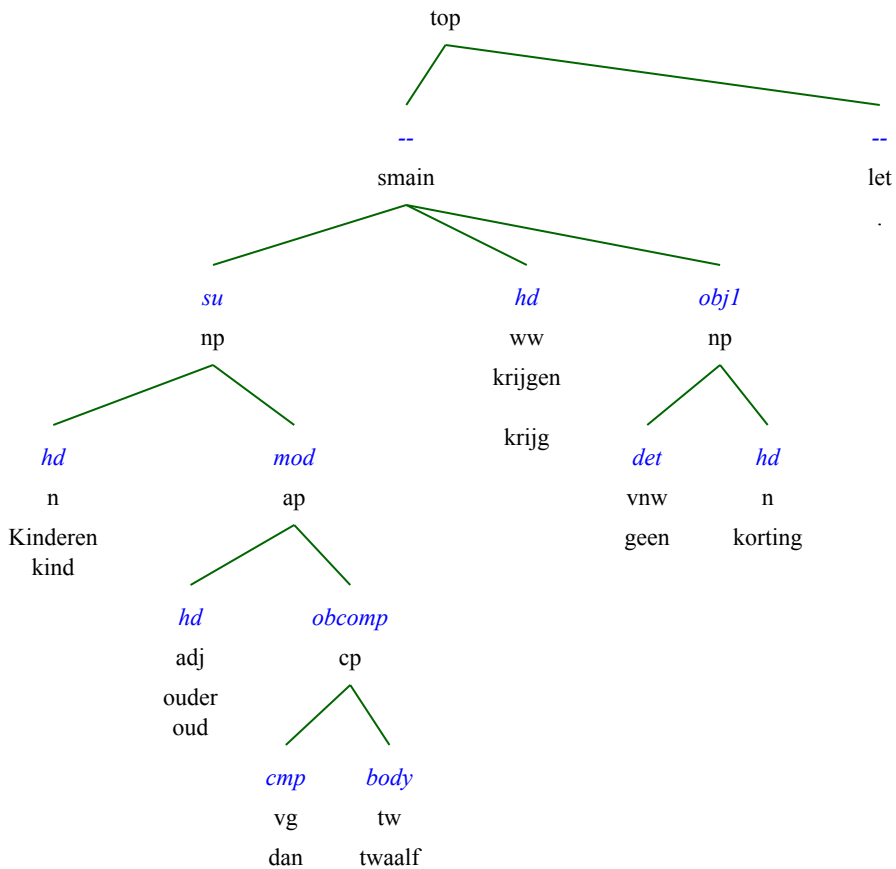 top
-- --
smain let
.
su hd obj1
np ww np
krijgen
krijg
hd mod det hd
n ap vnw n
Kinderen geen korting
kind
hd obcomp
adj cp
ouder
oud
cmp body
vg tw
dan twaalf